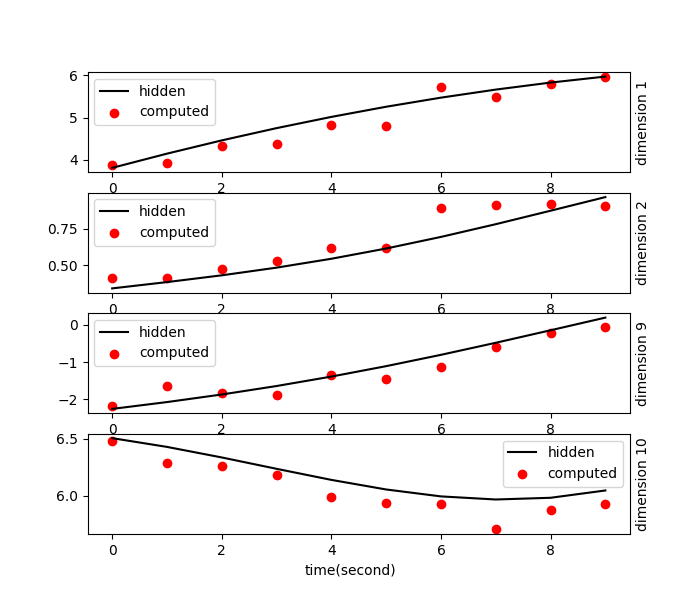 6
4
hidden
computed
dimension 1
0 2 4 6 8
0.75
0.50
hidden
computed
dimension 2
0 2 4 6 8
0
−1
−2
hidden
computed
dimension 9
0 2 4 6 8
6.5
6.0
hidden
computed
dimension 10
0 2 4 6 8
time(second)